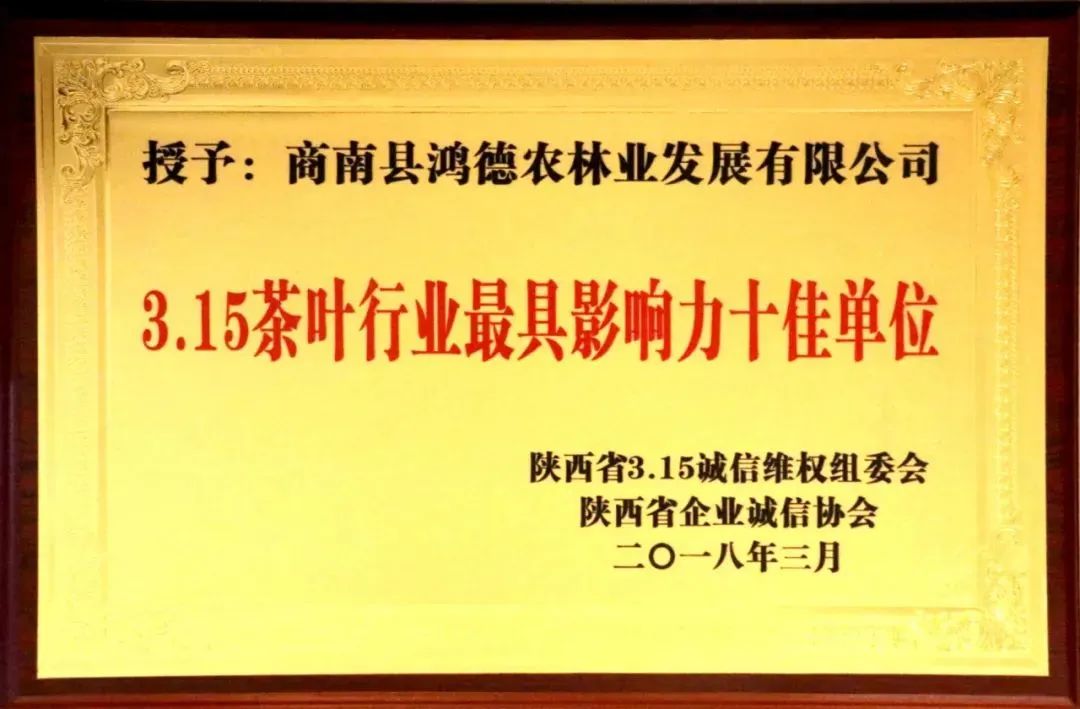 授予：商南县鸿德农林业发展有限公司
3.15茶叶行业最具影响力十佳单位
陕西省3.15诚信维权组委会
陕西省企业诚信协会
二〇一八年三月